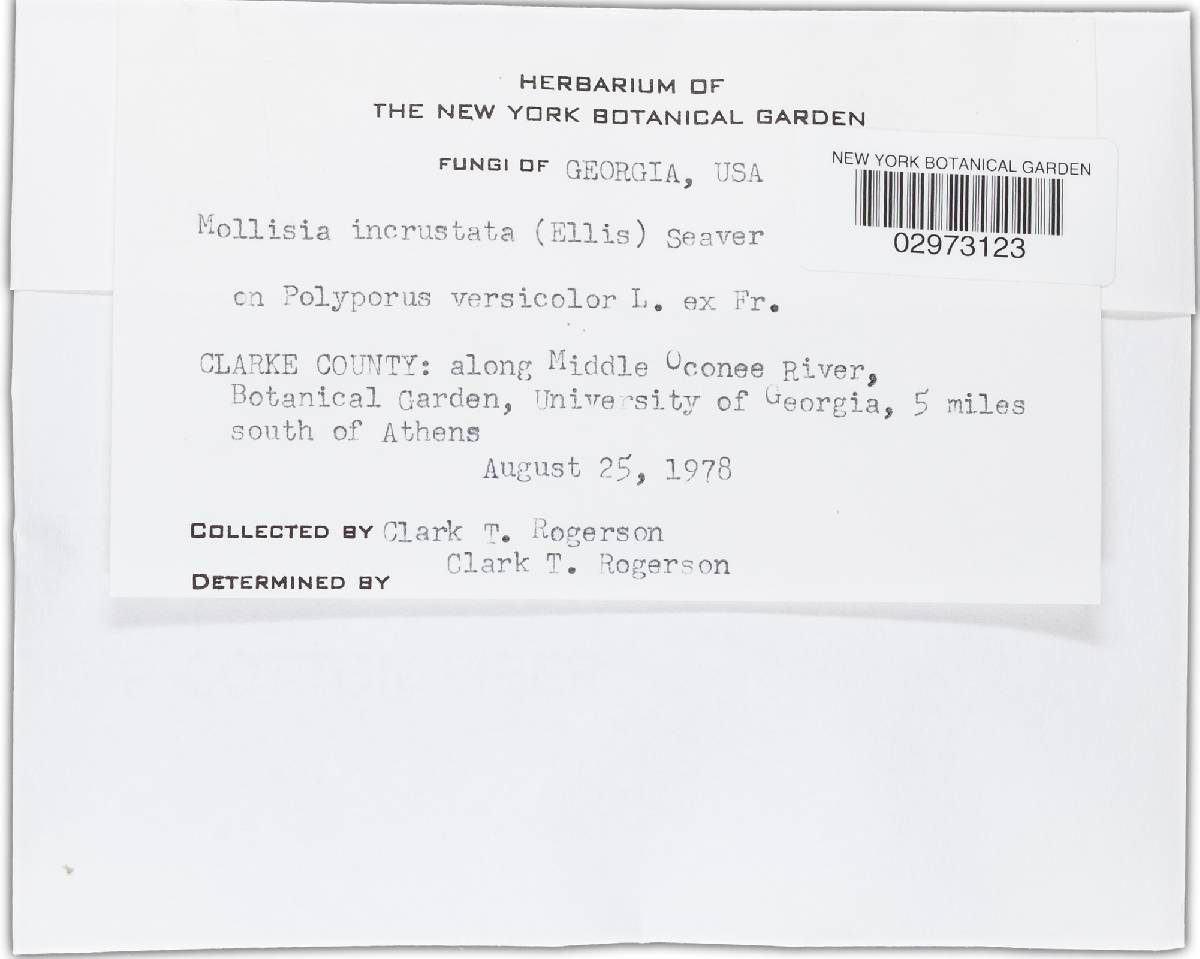 HERBARIUM OF
THE NEW YORK BOTANICAL GARDEN
FUNGI OF GEORGIA, USA
NEW YORK BOTANICAL GARDEN
02973123
Mollisia incrustata (Ellis) Seaver
on Polyporus versicolor L. ex Fr.
CLARKE COUNTY: along Middle Oconee River,
Botanical Garden, University of Georgia, 5 miles
south of Athens
August 25, 1978
COLLECTED BY Clark T. Rogerson
Clark T. Rogerson
DETERMINED BY